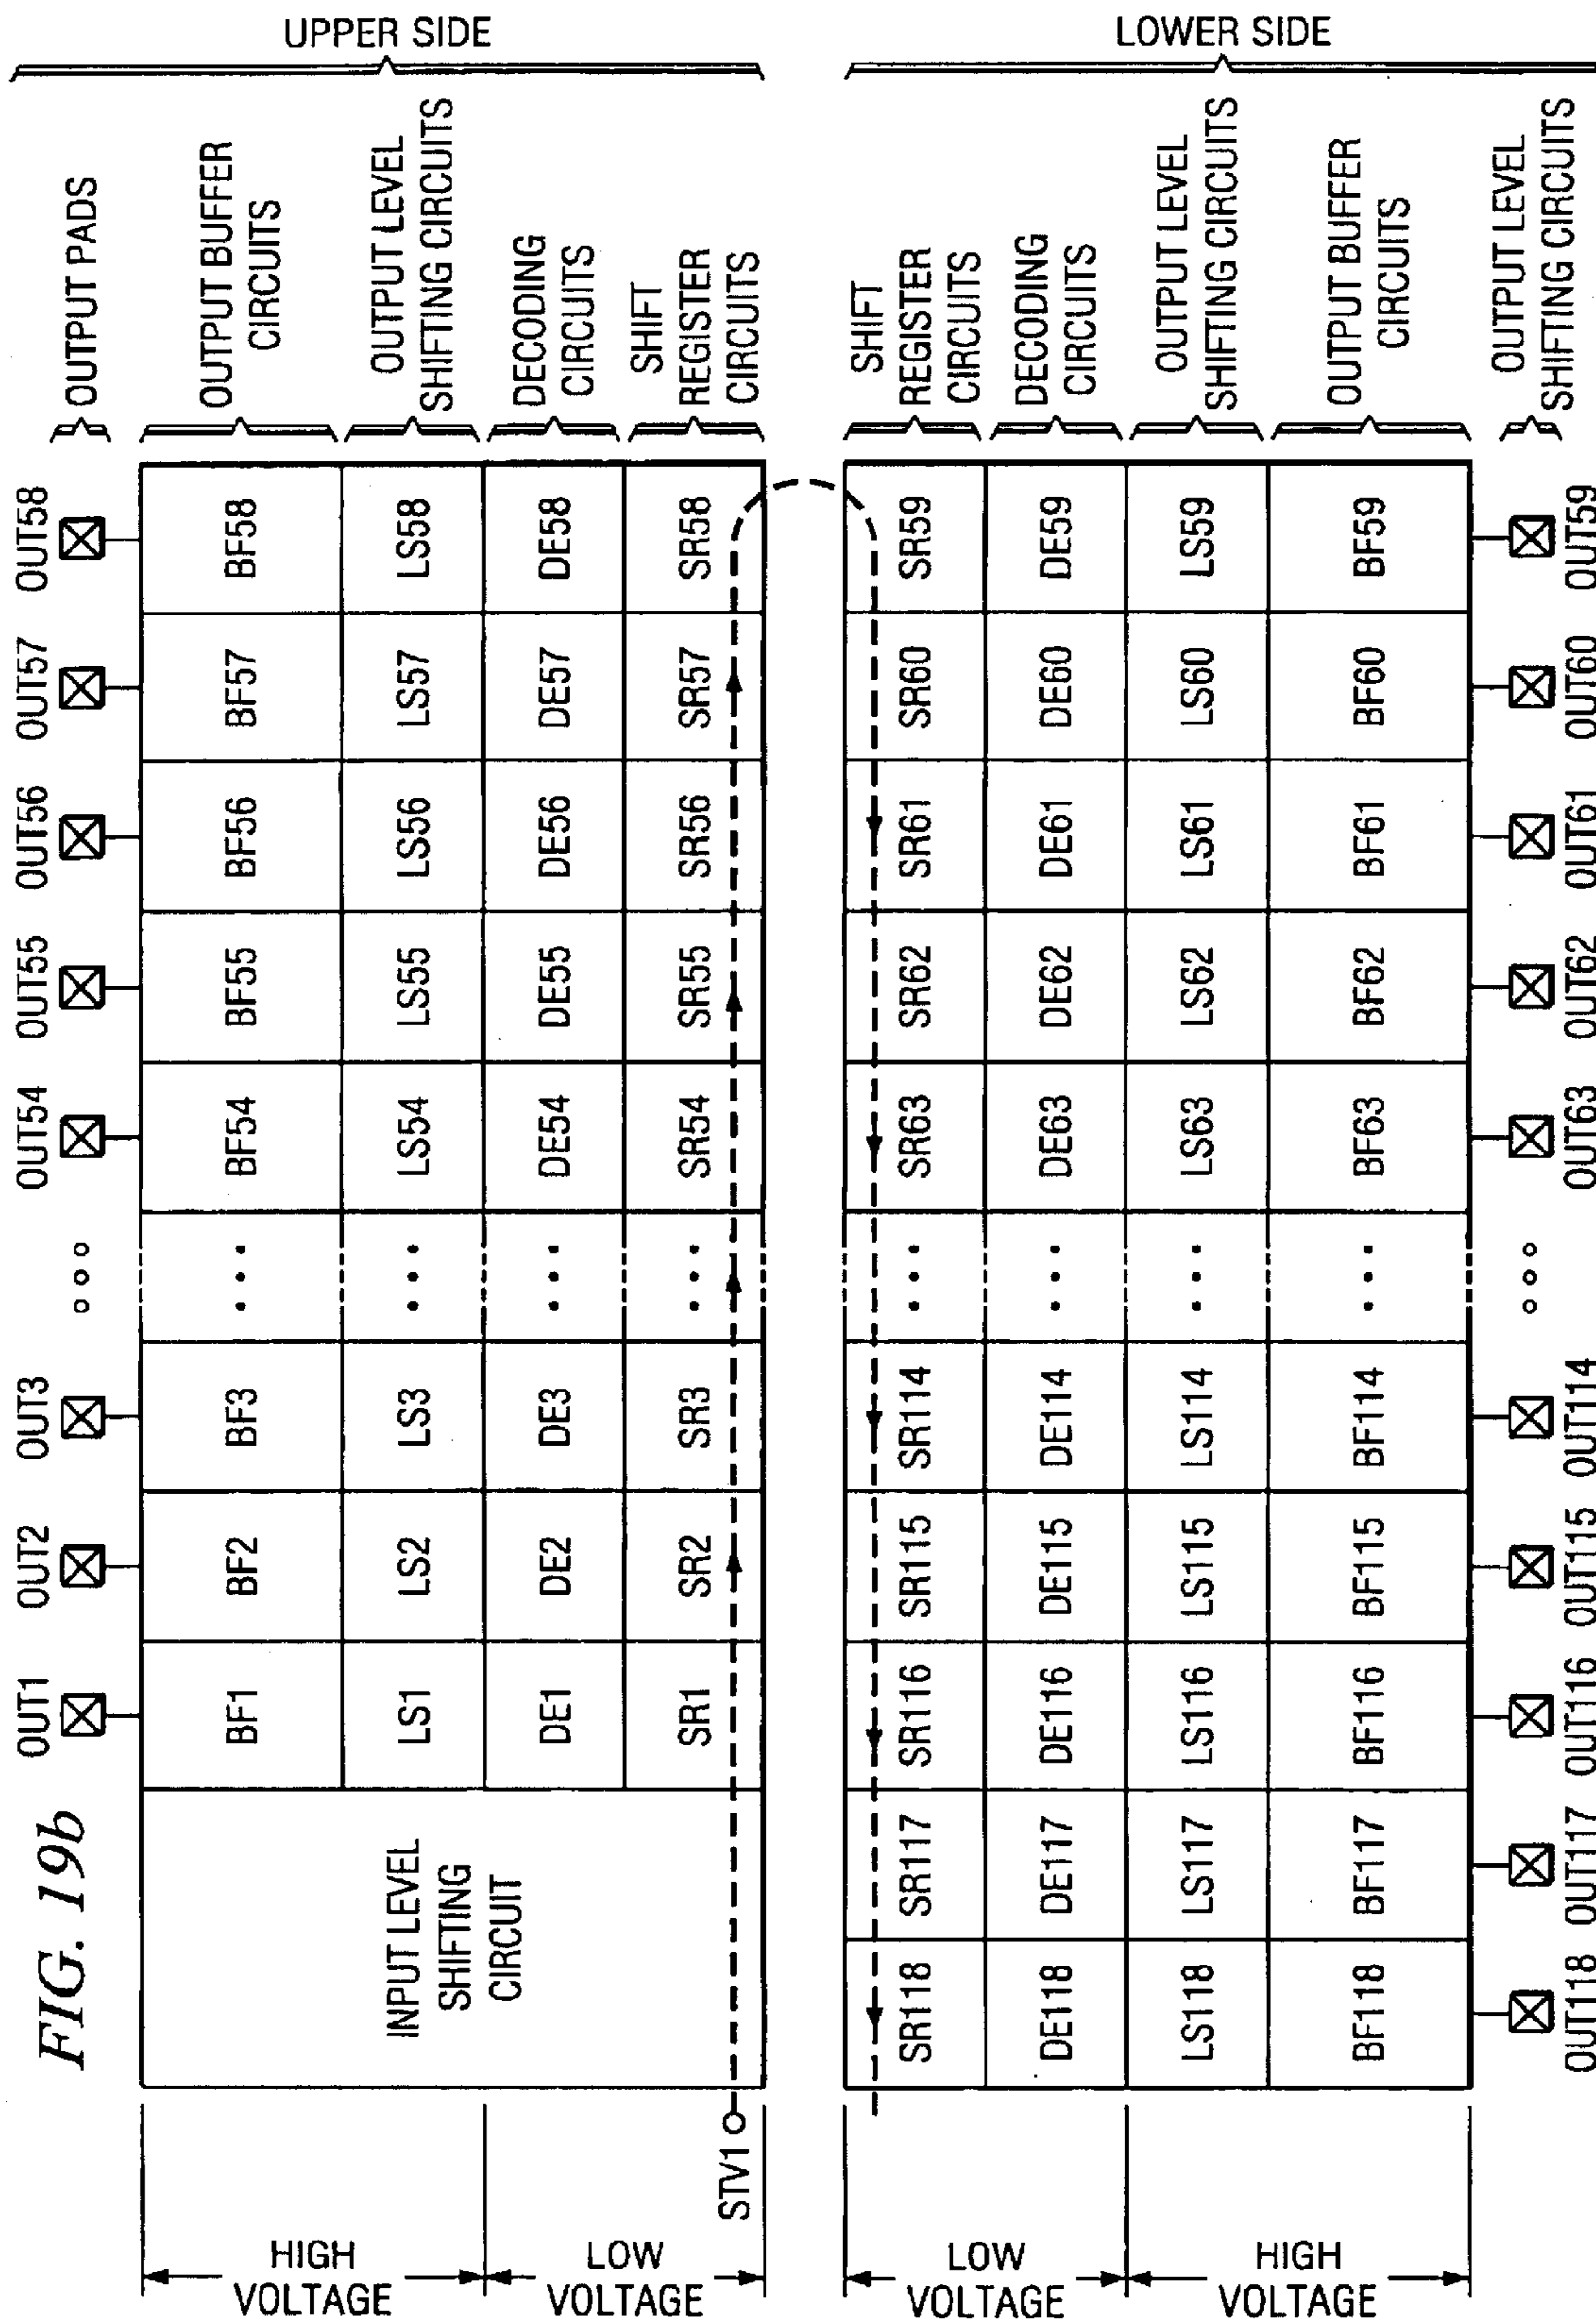 FIG. 19b
OUT1 OUT2 OUT3 ... OUT54 OUT55 OUT56 OUT57 OUT58
OUTPUT PADS
UPPER SIDE
HIGH
VOLTAGE
LOW
VOLTAGE
INPUT LEVEL
SHIFTING
CIRCUIT
BF1 BF2 BF3 ... BF54 BF55 BF56 BF57 BF58
OUTPUT BUFFER
CIRCUITS
LS1 LS2 LS3 ... LS54 LS55 LS56 LS57 LS58
OUTPUT LEVEL
SHIFTING CIRCUITS
DE1 DE2 DE3 ... DE54 DE55 DE56 DE57 DE58
DECODING
CIRCUITS
SR1 SR2 SR3 ... SR54 SR55 SR56 SR57 SR58
SHIFT
REGISTER
CIRCUITS
STV1
LOWER SIDE
LOW
VOLTAGE
HIGH
VOLTAGE
SR118 SR117 SR116 SR115 SR114 ... SR63 SR62 SR61 SR60 SR59
SHIFT
REGISTER
CIRCUITS
DE118 DE117 DE116 DE115 DE114 ... DE63 DE62 DE61 DE60 DE59
DECODING
CIRCUITS
LS118 LS117 LS116 LS115 LS114 ... LS63 LS62 LS61 LS60 LS59
OUTPUT LEVEL
SHIFTING CIRCUITS
BF118 BF117 BF116 BF115 BF114 ... BF63 BF62 BF61 BF60 BF59
OUTPUT BUFFER
CIRCUITS
OUT118 OUT117 OUT116 OUT115 OUT114 ... OUT63 OUT62 OUT61 OUT60 OUT59
OUTPUT LEVEL
SHIFTING CIRCUITS